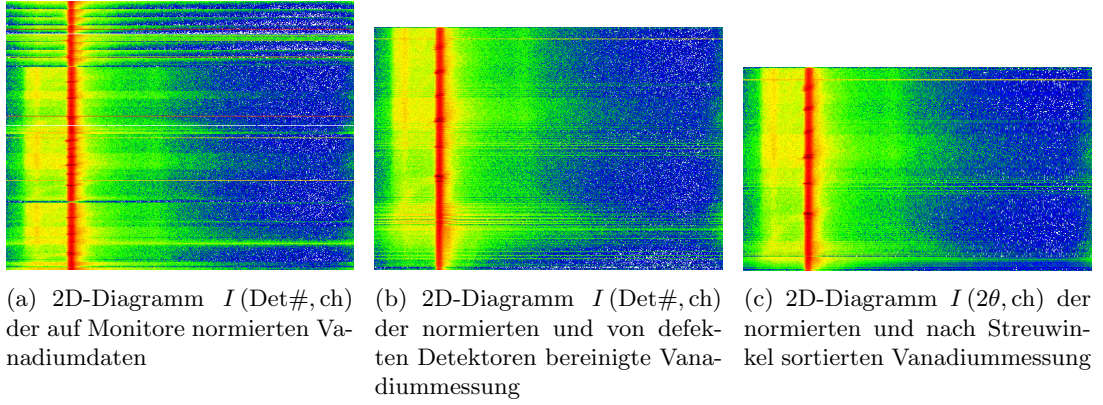 (a) 2D-Diagramm I (Det#, ch)
der auf Monitore normierten Va-
nadiumdaten
(b) 2D-Diagramm I (Det#, ch)
der normierten und von defek-
ten Detektoren bereinigte Vana-
diummessung
(c) 2D-Diagramm I (2θ, ch) der
normierten und nach Streuwin-
kel sortierten Vanadiummessung